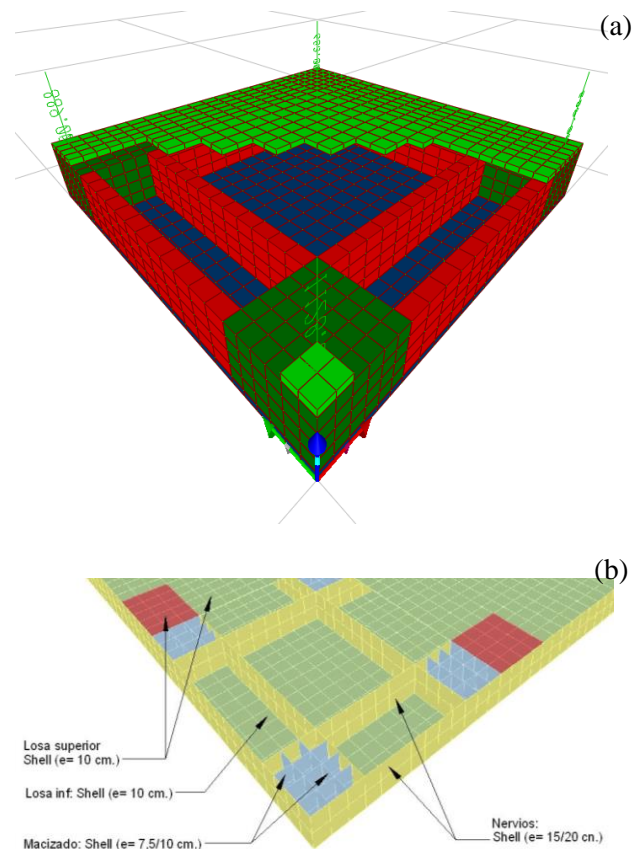 (a)
(b)
Losa superior
Shell (e= 10 cm.)
Losa inf: Shell (e= 10 cm.)
Macizado: Shell (e= 7,5/10 cm.)
Nervios:
Shell (e= 15/20 cn.)